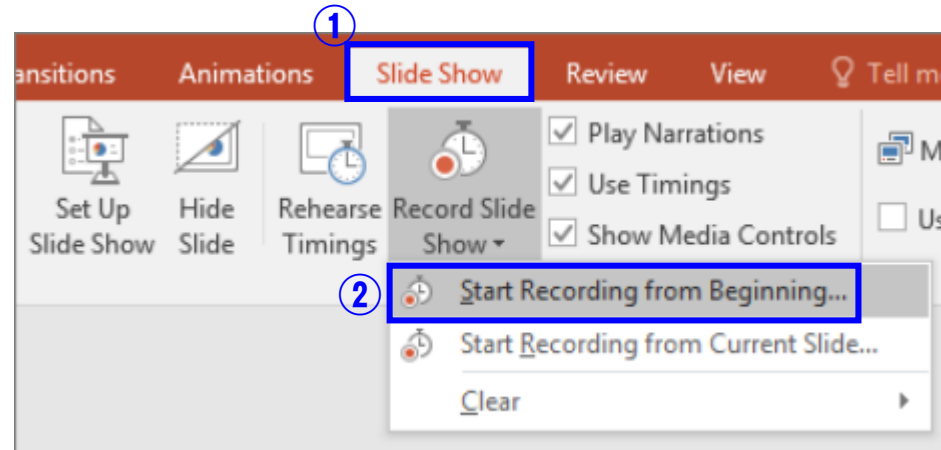 ①
ansitions Animations Slide Show Review View Tell m
Set Up
Slide Show
Hide
Slide
Rehearse
Timings
Record Slide
Show
Play Narrations
Use Timings
Show Media Controls
M
Us
②
Start Recording from Beginning...
Start Recording from Current Slide...
Clear